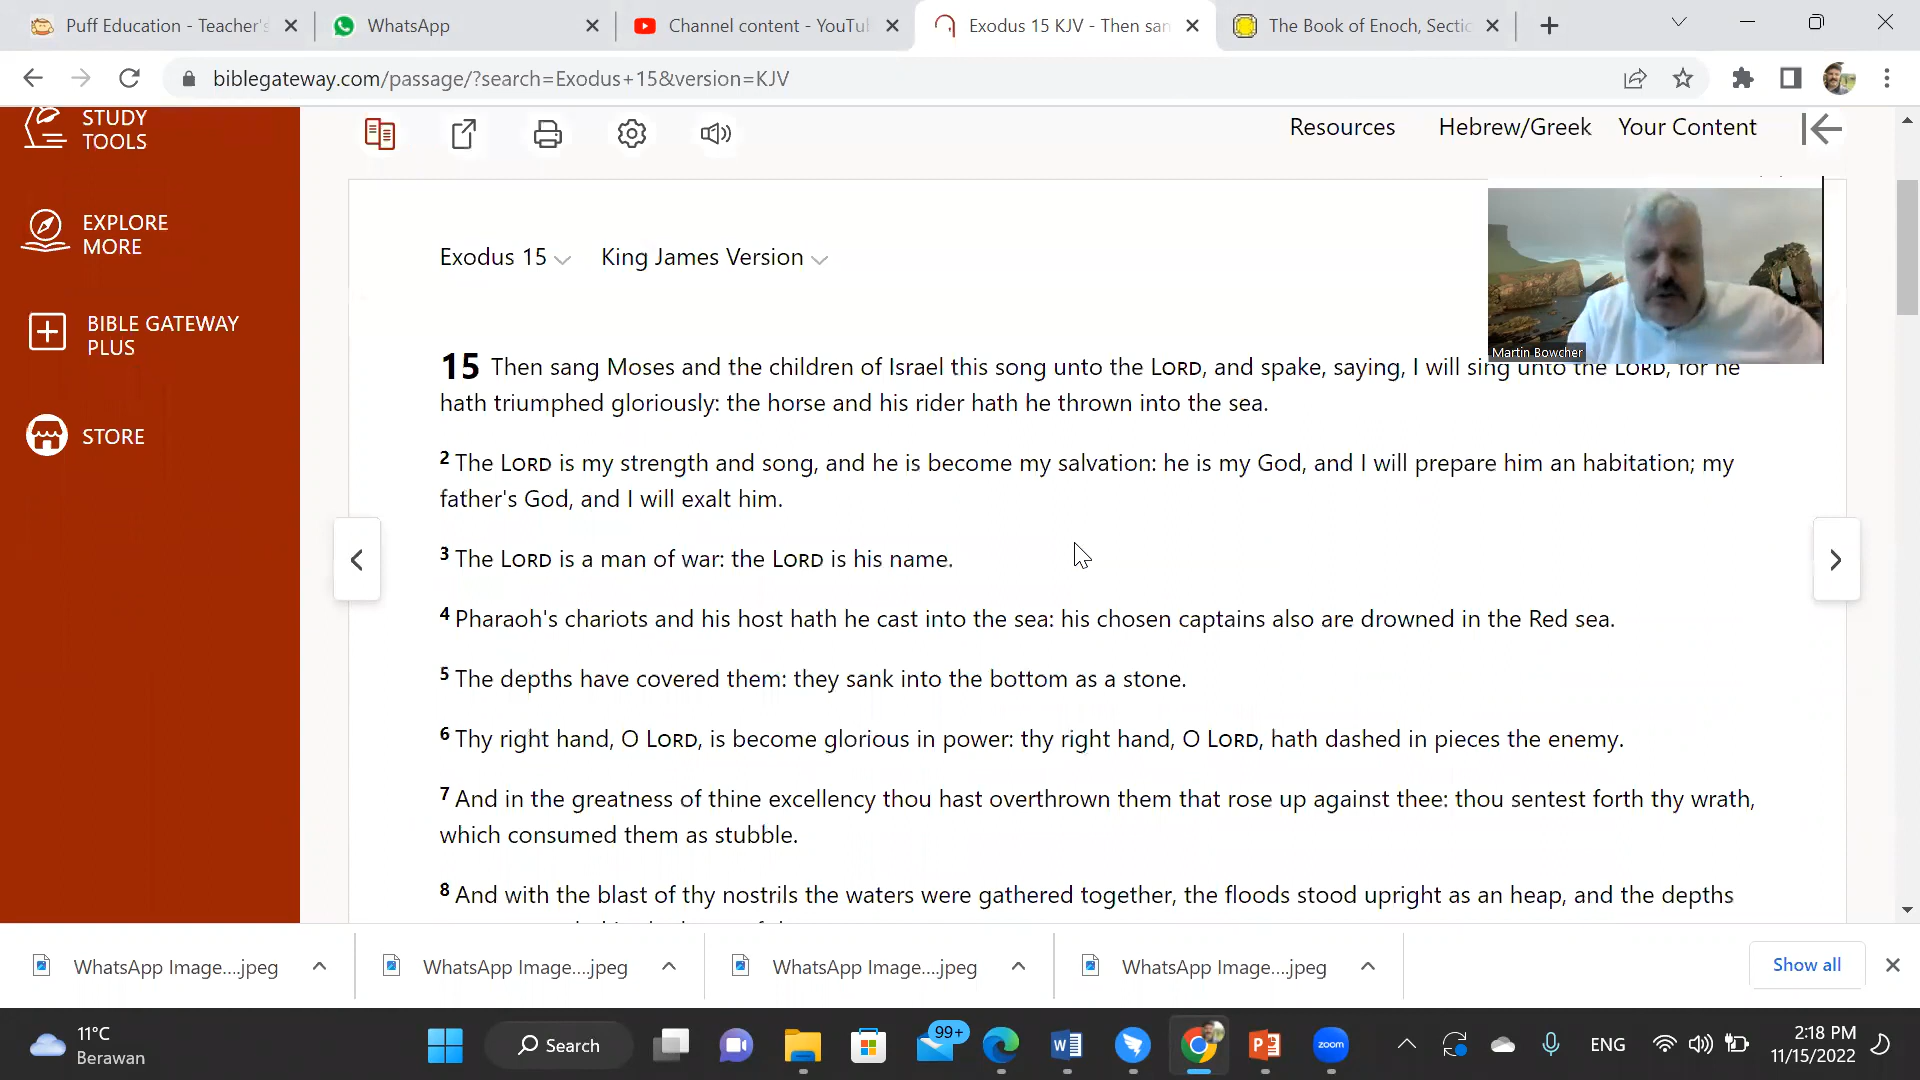 Puff Education - Teacher's
WhatsApp
Channel content - YouTu
Exodus 15 KJV - Then san
The Book of Enoch, Sectio
biblegateway.com/passage/?search=Exodus+15&version=KJV
STUDY
TOOLS
EXPLORE
MORE
BIBLE GATEWAY
PLUS
STORE
Resources
Hebrew/Greek
Your Content
Exodus 15
King James Version
Martin Bowcher
15 Then sang Moses and the children of Israel this song unto the LORD, and spake, saying, I will sing unto the LORD, for he
hath triumphed gloriously: the horse and his rider hath he thrown into the sea.
2 The LORD is my strength and song, and he is become my salvation: he is my God, and I will prepare him an habitation; my
father's God, and I will exalt him.
3 The LORD is a man of war: the LORD is his name.
4 Pharaoh's chariots and his host hath he cast into the sea: his chosen captains also are drowned in the Red sea.
5 The depths have covered them: they sank into the bottom as a stone.
6 Thy right hand, O LORD, is become glorious in power: thy right hand, O LORD, hath dashed in pieces the enemy.
7 And in the greatness of thine excellency thou hast overthrown them that rose up against thee: thou sentest forth thy wrath,
which consumed them as stubble.
8 And with the blast of thy nostrils the waters were gathered together, the floods stood upright as an heap, and the depths
WhatsApp Image....jpeg
WhatsApp Image....jpeg
WhatsApp Image....jpeg
WhatsApp Image....jpeg
Show all
11°C
Berawan
Search
99+
zoom
ENG
2:18 PM
11/15/2022